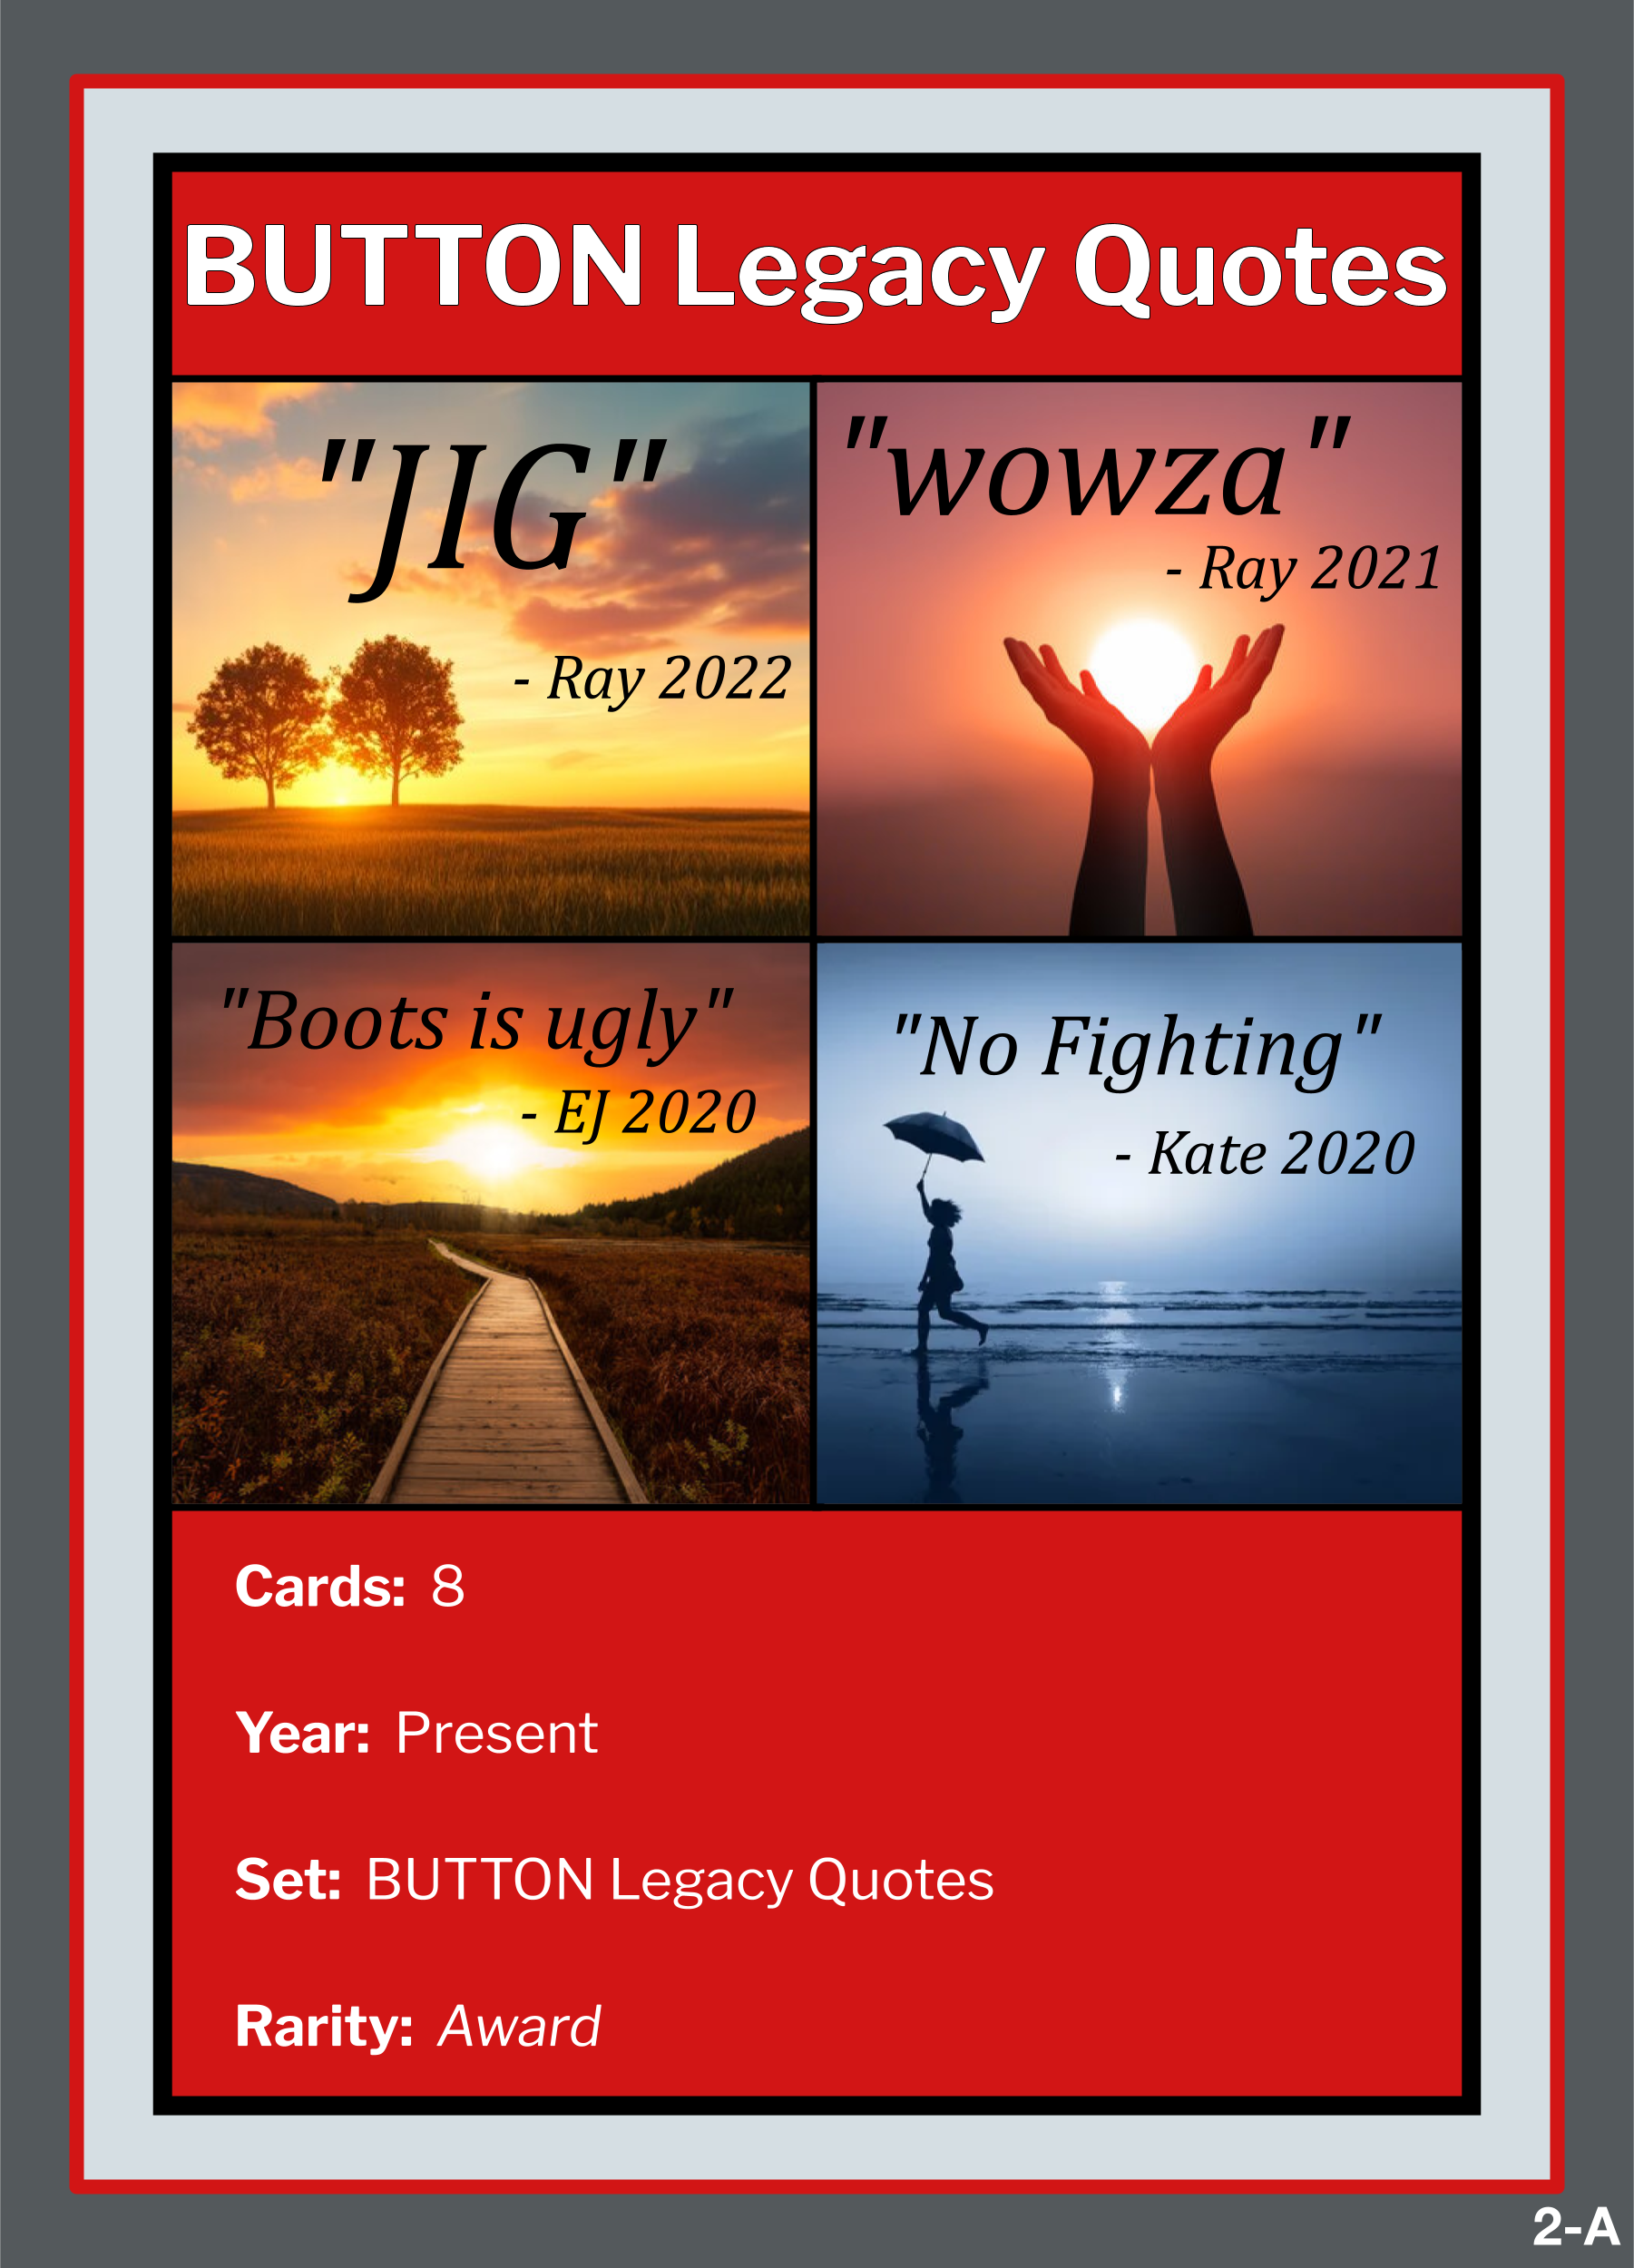 BUTTON Legacy Quotes
"JIG"
- Ray 2022
"wowza"
- Ray 2021
"Boots is ugly"
- EJ 2020
"No Fighting"
- Kate 2020
Cards: 8
Year: Present
Set: BUTTON Legacy Quotes
Rarity: Award
2-A